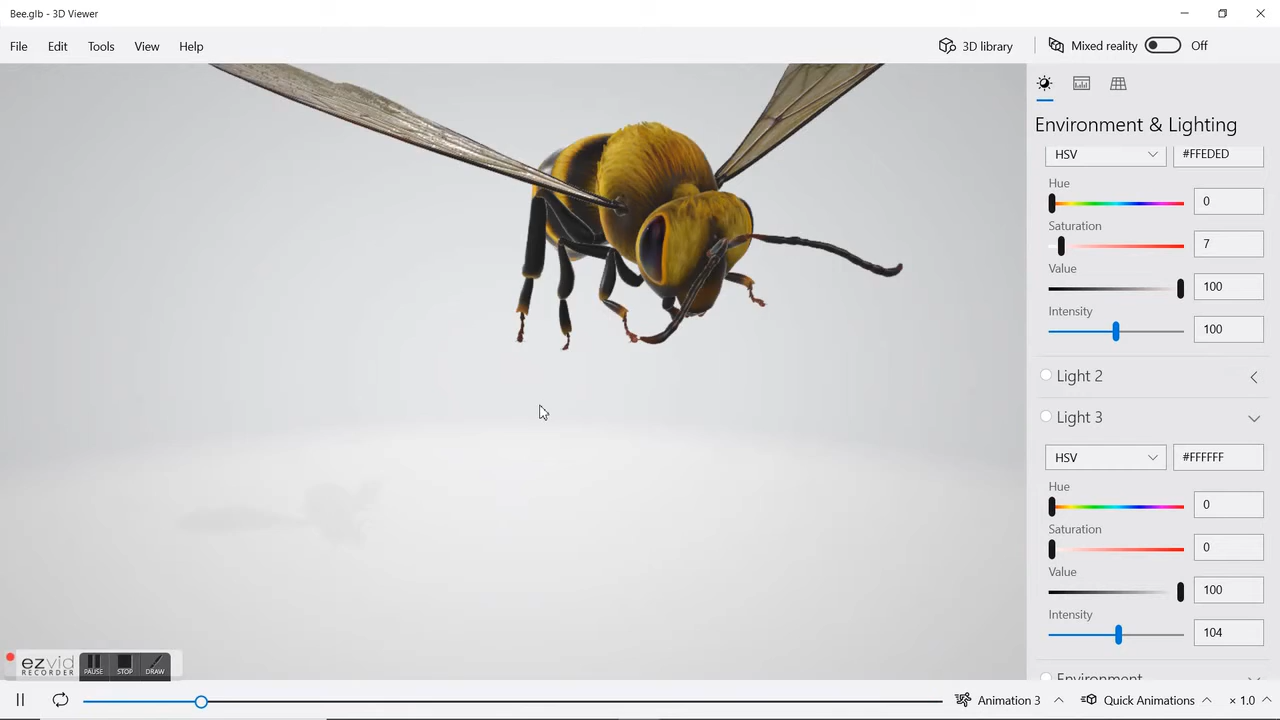 Bee.glb - 3D Viewer
File Edit Tools View Help
3D library
Mixed reality Off
Environment & Lighting
HSV #FFEDED
Hue
0
Saturation
7
Value
100
Intensity
100
Light 2
Light 3
HSV #FFFFFF
Hue
0
Saturation
0
Value
100
Intensity
104
Environment
ezvid
RECORDER
PAUSE STOP DRAW
Animation 3 Quick Animations × 1.0